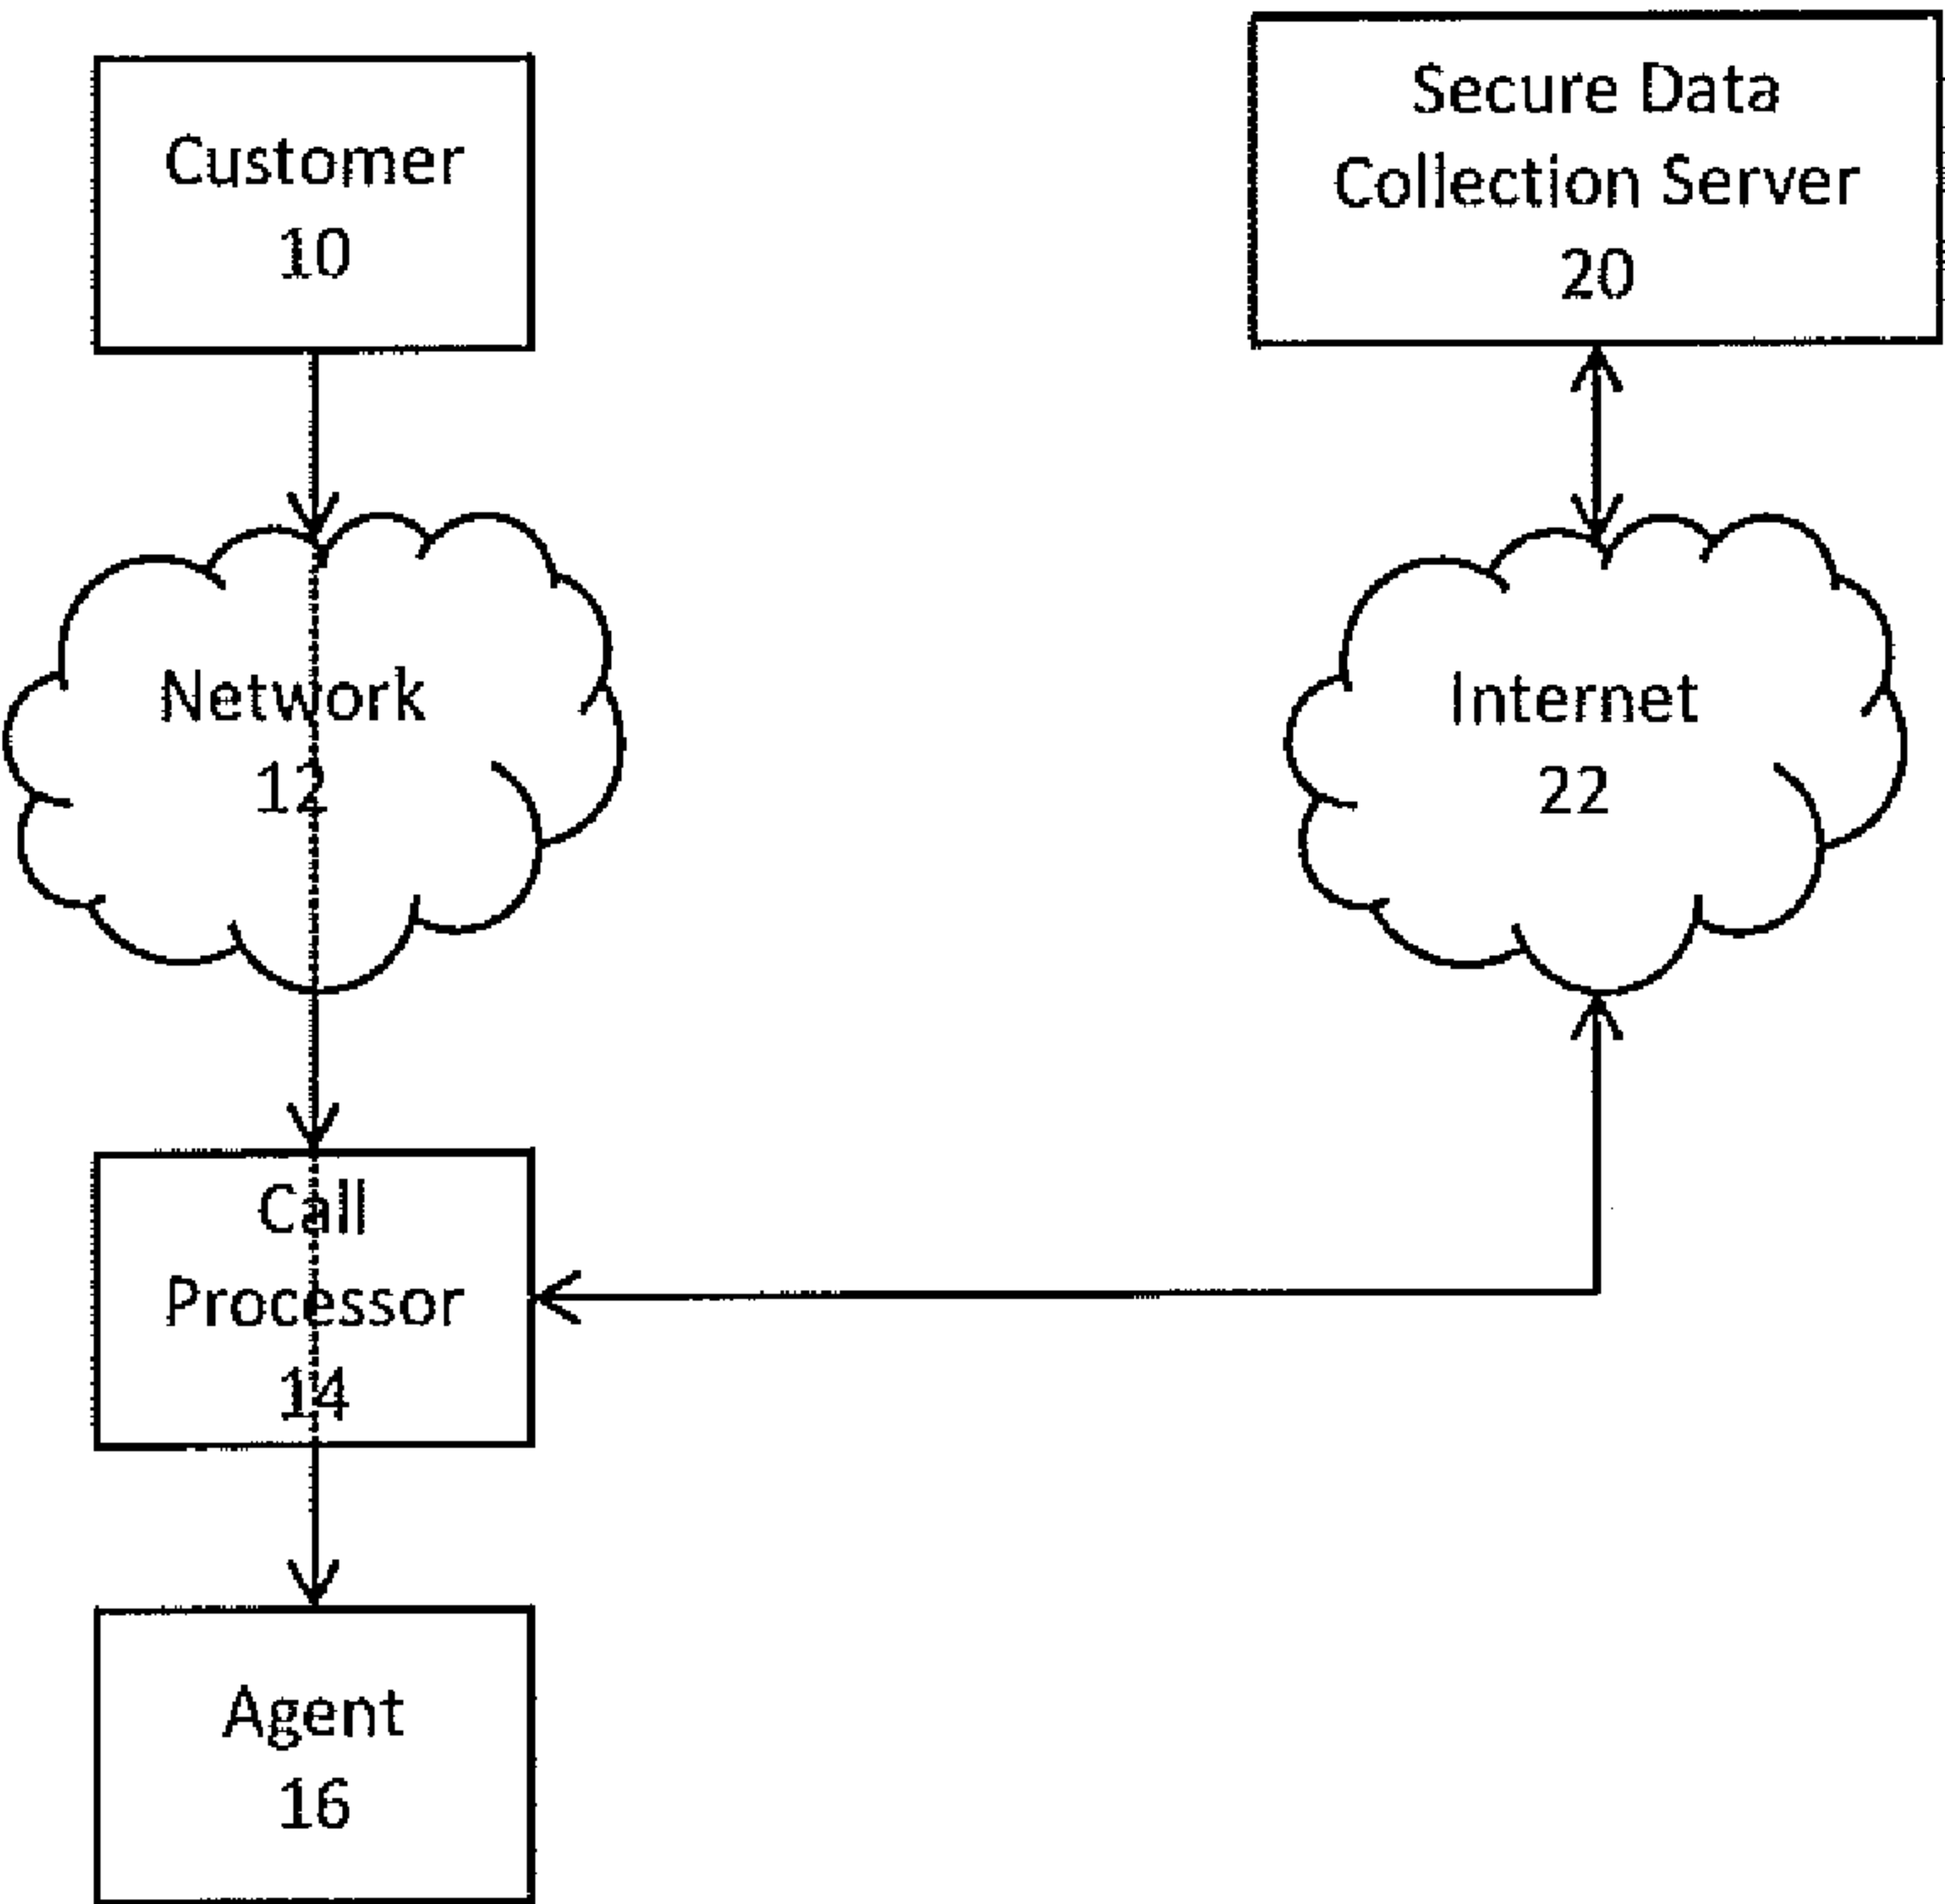 Customer
10
Secure Data
Collection Server
20
Network
12
Internet
22
Call
Processor
14
Agent
16